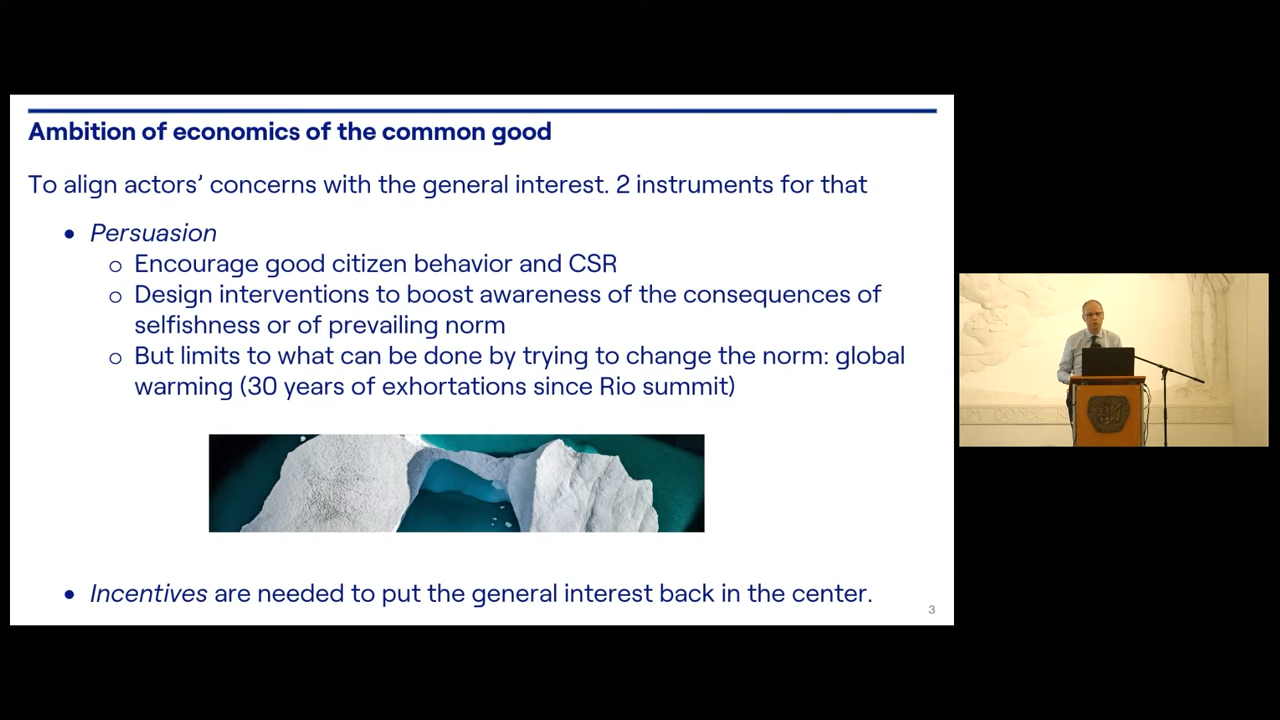 Ambition of economics of the common good
To align actors’ concerns with the general interest. 2 instruments for that
• Persuasion
o Encourage good citizen behavior and CSR
o Design interventions to boost awareness of the consequences of
selfishness or of prevailing norm
o But limits to what can be done by trying to change the norm: global
warming (30 years of exhortations since Rio summit)
• Incentives are needed to put the general interest back in the center.
3